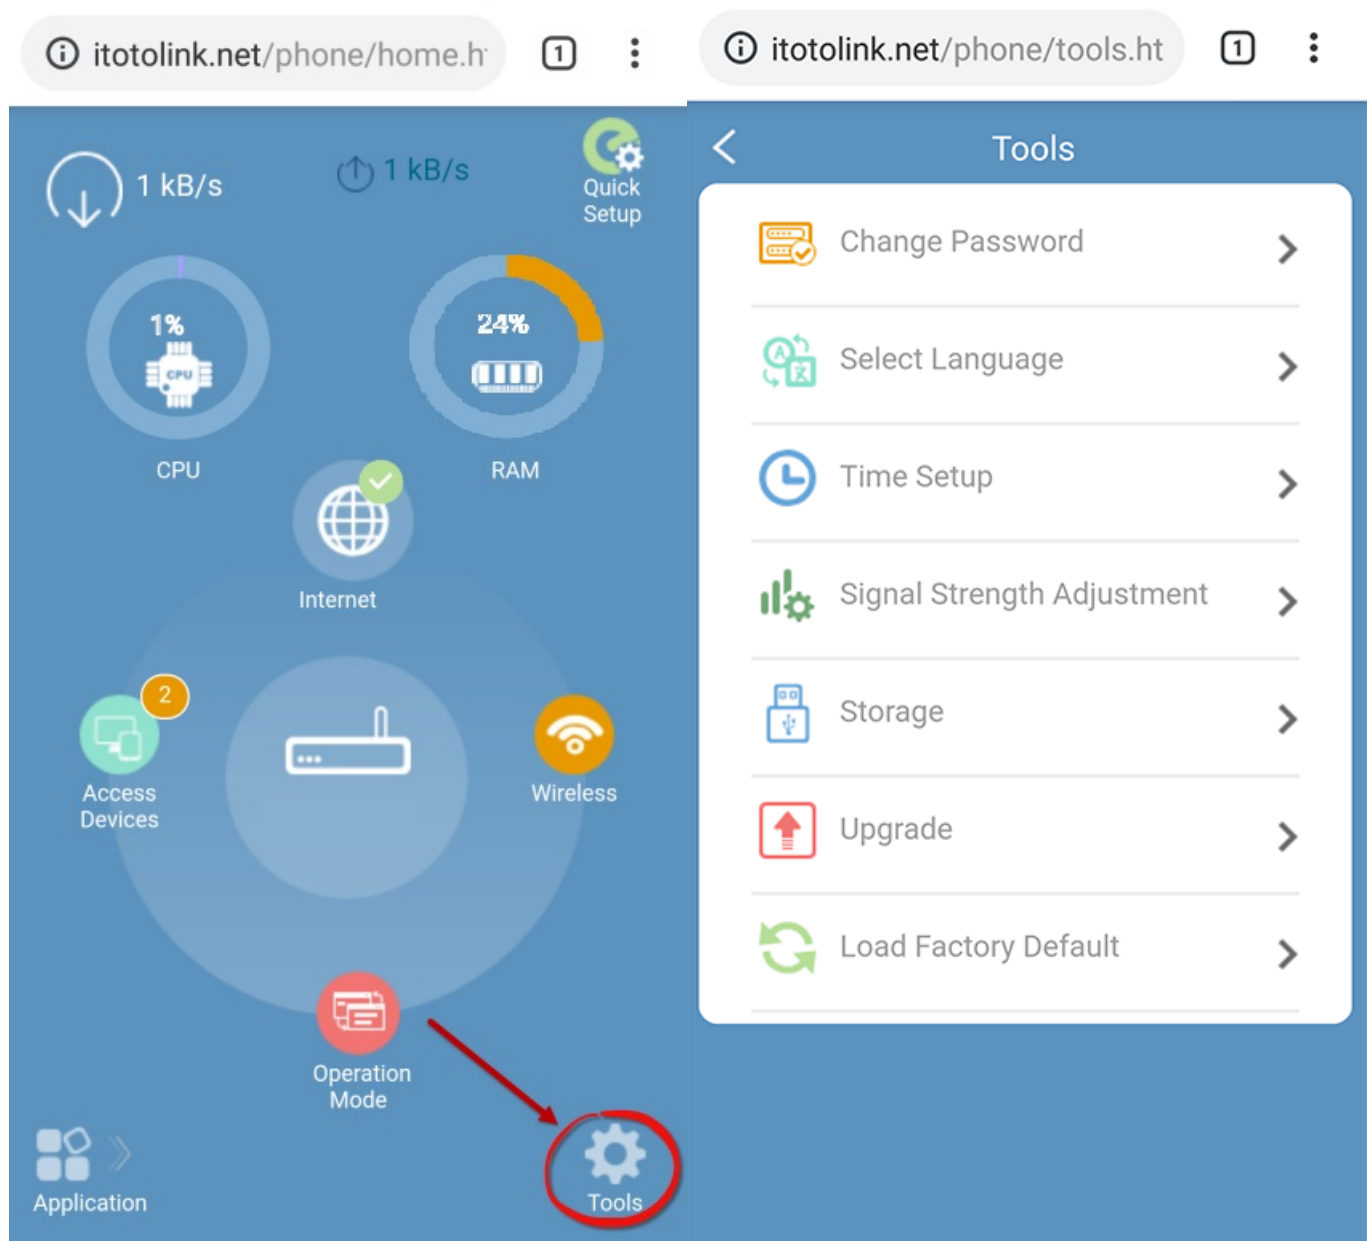 itotolink.net/phone/home.h
1
1 kB/s
1 kB/s
Quick
Setup
1%
CPU
24%
CPU
RAM
Internet
2
Access
Devices
Wireless
Operation
Mode
Application
Tools
itotolink.net/phone/tools.ht
1
Tools
Change Password
A
文
Select Language
Time Setup
Signal Strength Adjustment
Storage
Upgrade
Load Factory Default